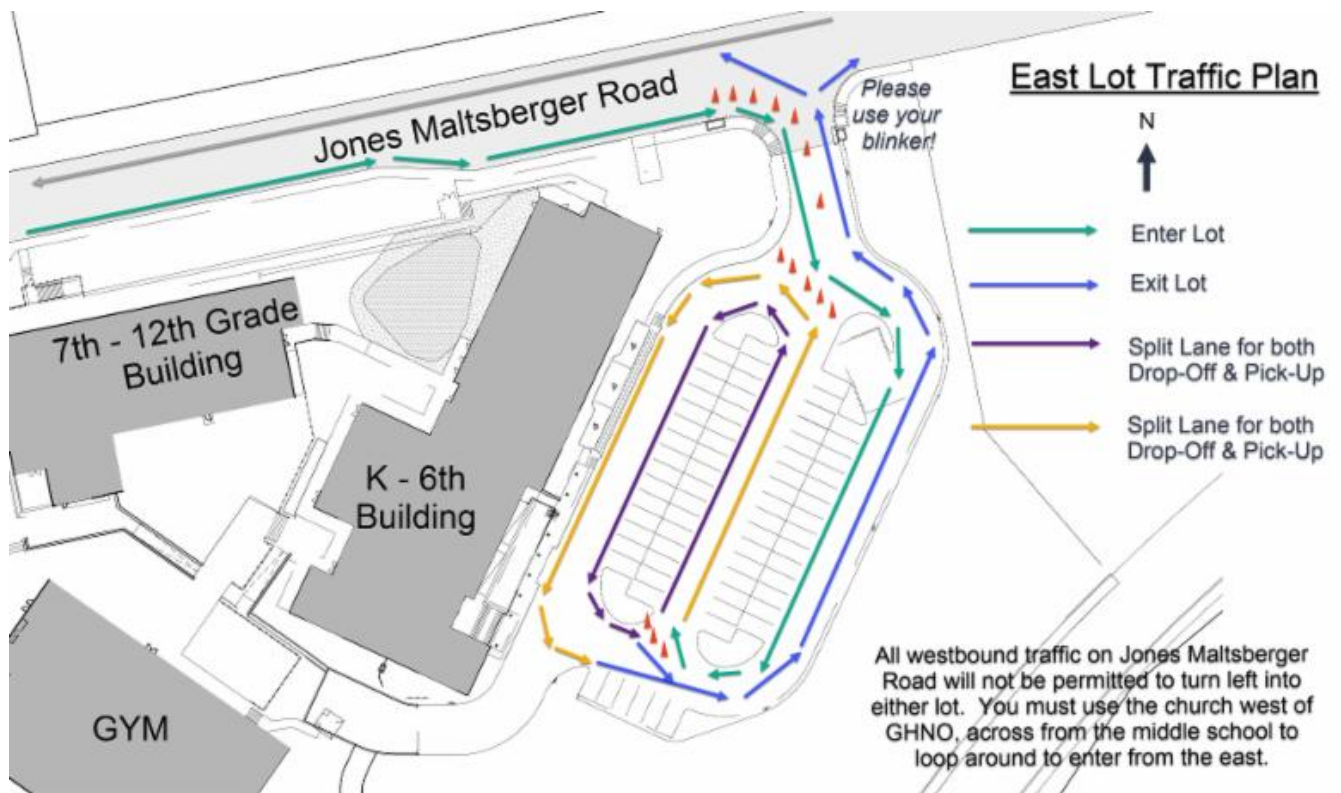 East Lot Traffic Plan
Jones Maltsberger Road
Please
use your
blinker!
N
Enter Lot
Exit Lot
Split Lane for both
Drop-Off & Pick-Up
Split Lane for both
Drop-Off & Pick-Up
7th - 12th Grade
Building
K - 6th
Building
GYM
All westbound traffic on Jones Maltsberger
Road will not be permitted to turn left into
either lot. You must use the church west of
GHNO, across from the middle school to
loop around to enter from the east.